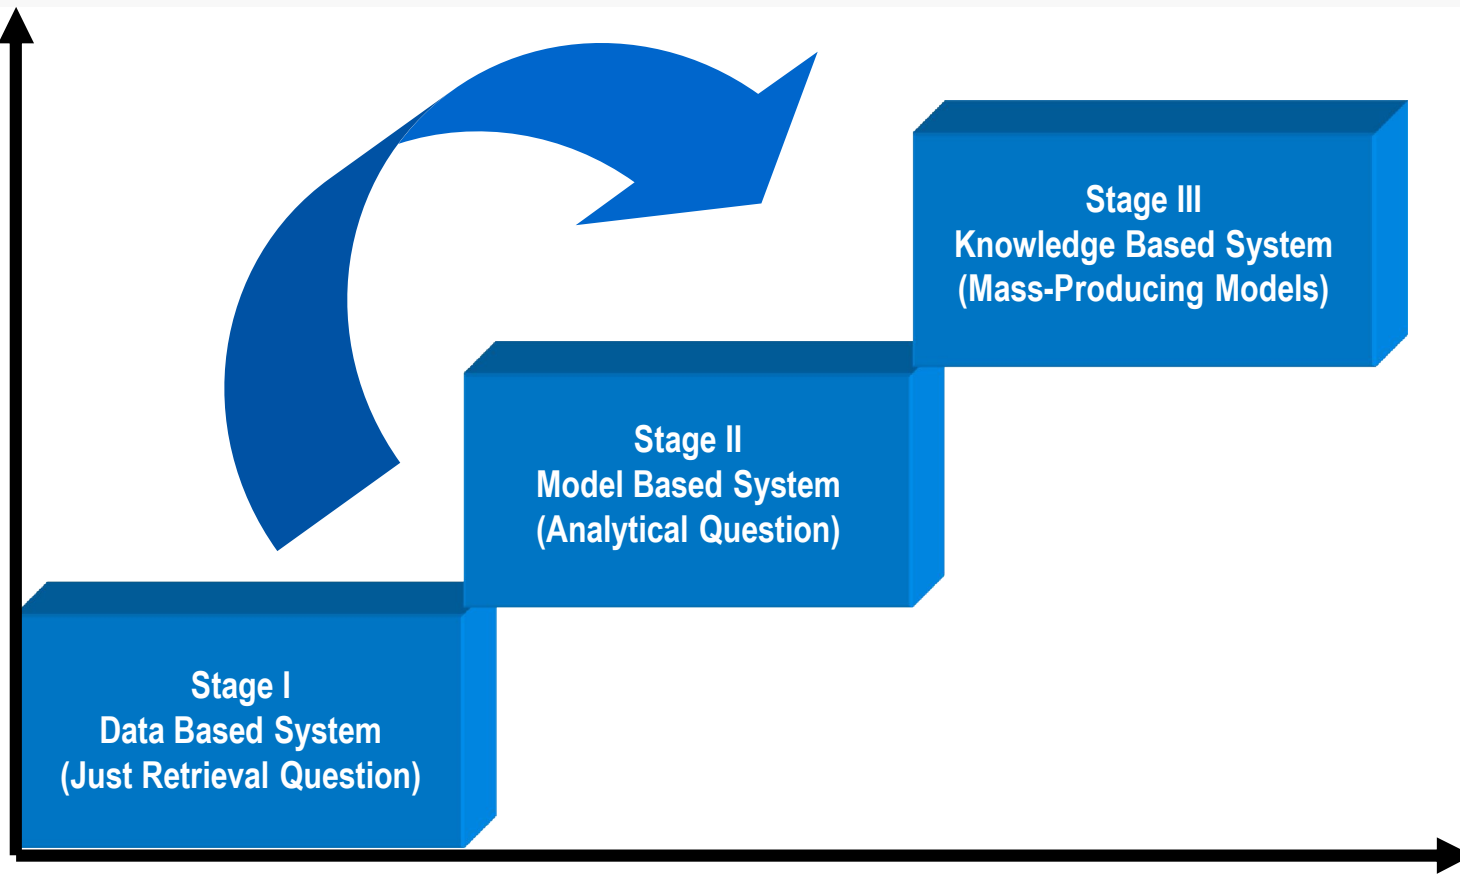 Stage III
Knowledge Based System
(Mass-Producing Models)
Stage II
Model Based System
(Analytical Question)
Stage I
Data Based System
(Just Retrieval Question)